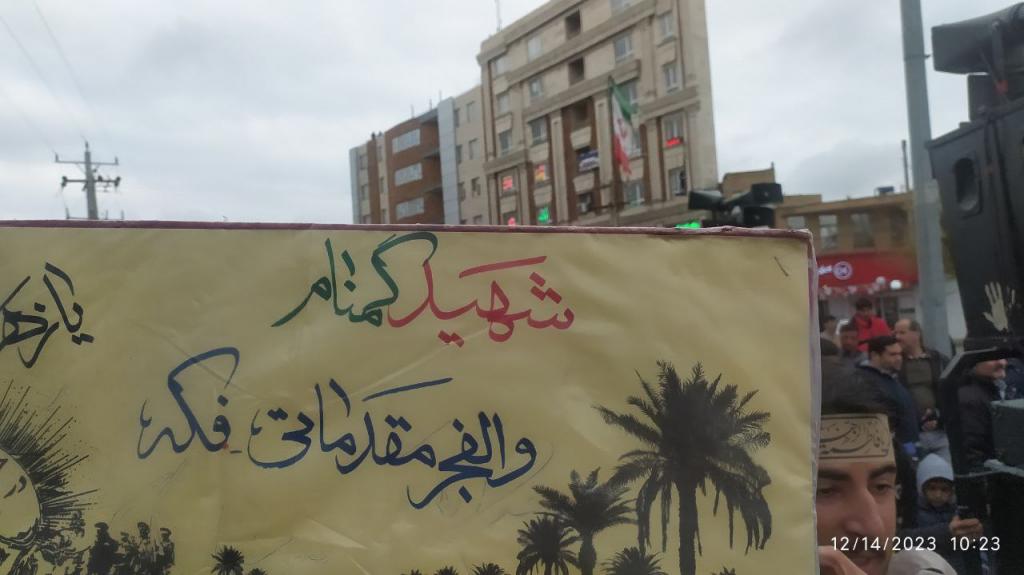 شهید گمنام
والفجر مقدماتی فکه
12/14/2023 10:23